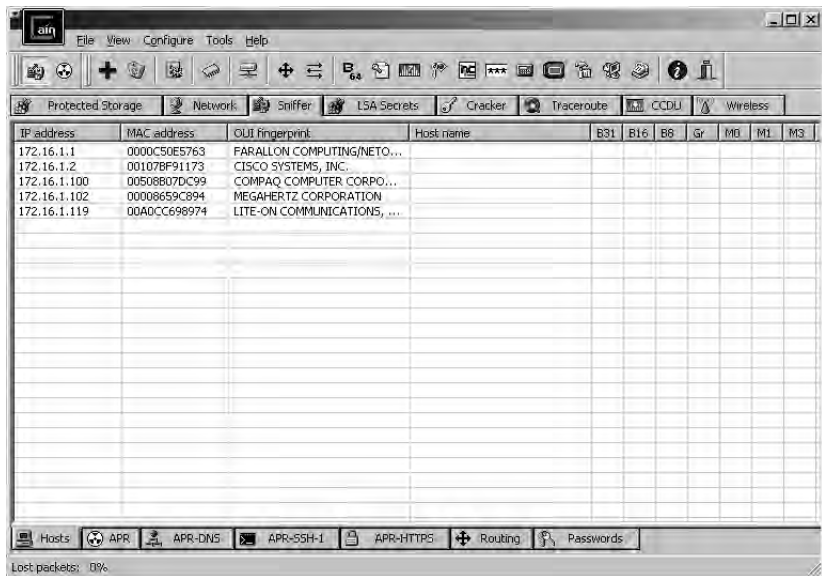 ain
File View Configure Tools Help
B 64
Protected Storage Network Sniffer LSA Secrets Cracker Traceroute CCDU Wireless
IP address MAC address OUI fingerprint Host name B31 B16 B8 Gr M0 M1 M3
172.16.1.1 0000C50E5763 FARALLON COMPUTING/NETO...
172.16.1.2 00107BF91173 CISCO SYSTEMS, INC.
172.16.1.100 00508B07DC99 COMPAQ COMPUTER CORPO...
172.16.1.102 00008659C894 MEGAHERTZ CORPORATION
172.16.1.119 00A0CC698974 LITE-ON COMMUNICATIONS, ...
Hosts APR APR-DNS APR-SSH-1 APR-HTTPS Routing Passwords
Lost packets: 0%